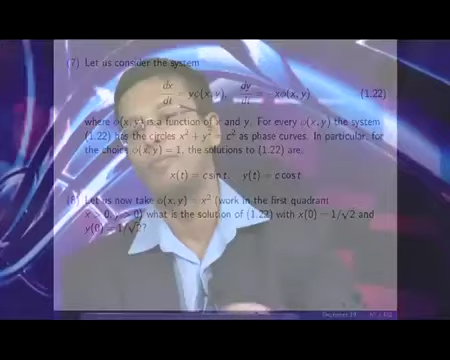 (7) Let us consider the system
dx/dt = yφ(x, y), dy/dt = −xφ(x, y) (1.22)
where φ(x, y) is a function of x and y. For every φ(x, y) the system
(1.22) has the circles x² + y² = c² as phase curves. In particular, for
the choice φ(x, y) = 1, the solutions to (1.22) are,
x(t) = c sin t, y(t) = c cos t
(8) Let us now take φ(x, y) = x² (work in the first quadrant
x > 0, y > 0) what is the solution of (1.22) with x(0) = 1/√2 and
y(0) = 1/√2?